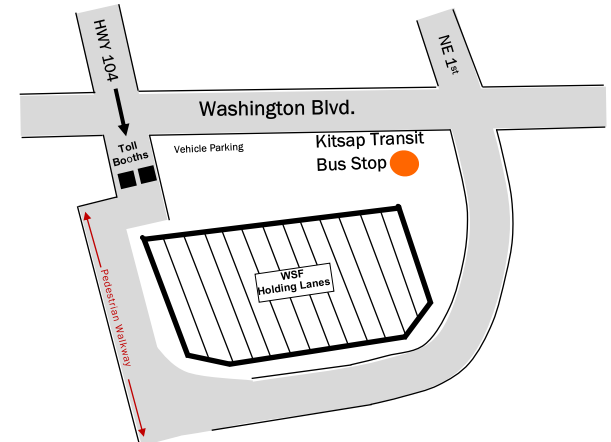 HWY 104
NE 1st
Washington Blvd.
Toll
Booths
Vehicle Parking
Kitsap Transit
Bus Stop
WSF
Holding Lanes
Pedestrian Walkway